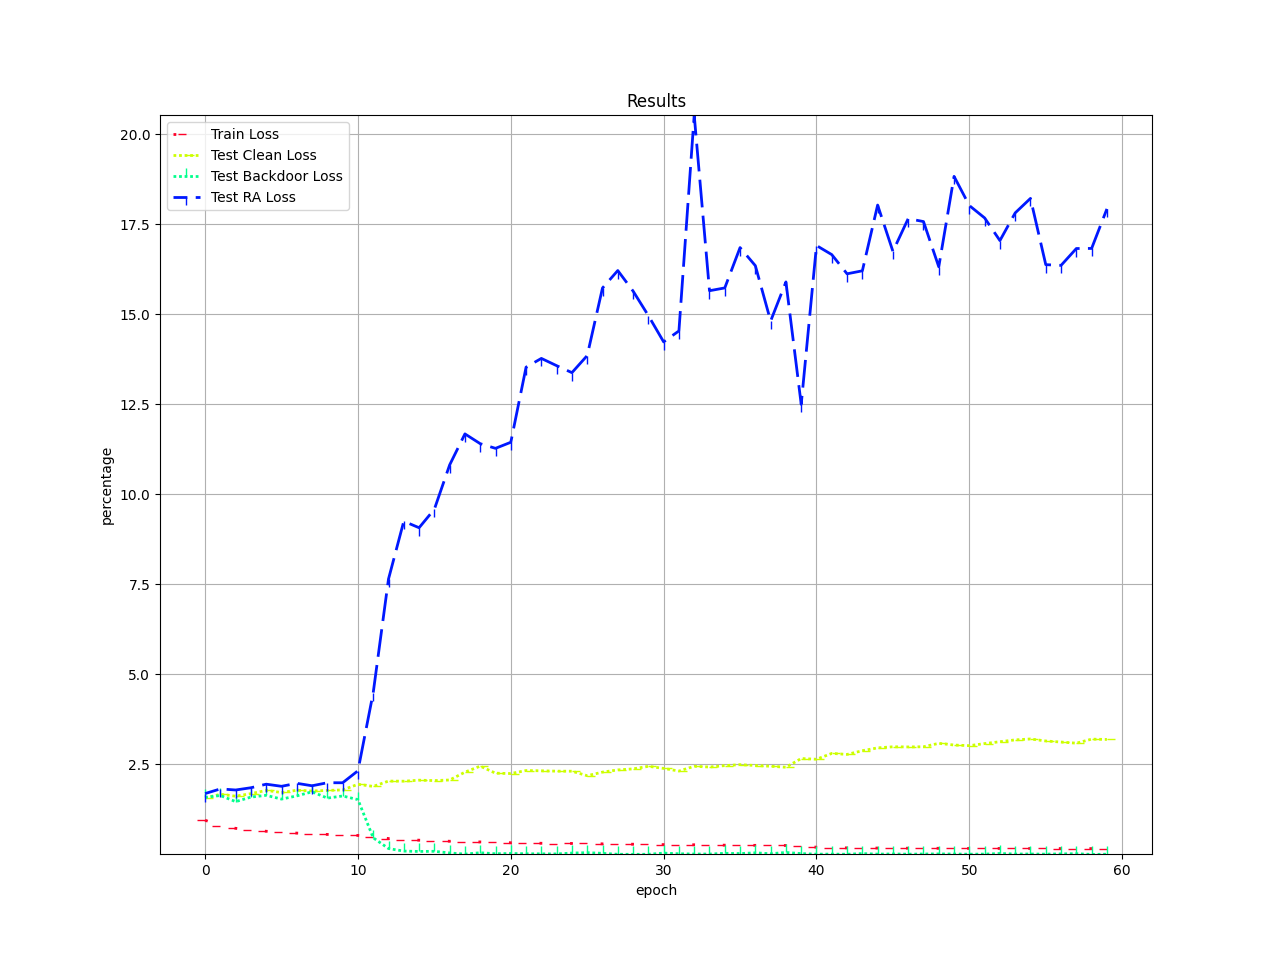 Results
Train Loss
Test Clean Loss
Test Backdoor Loss
Test RA Loss
20.0
17.5
15.0
12.5
10.0
7.5
5.0
2.5
percentage
0 10 20 30 40 50 60
epoch